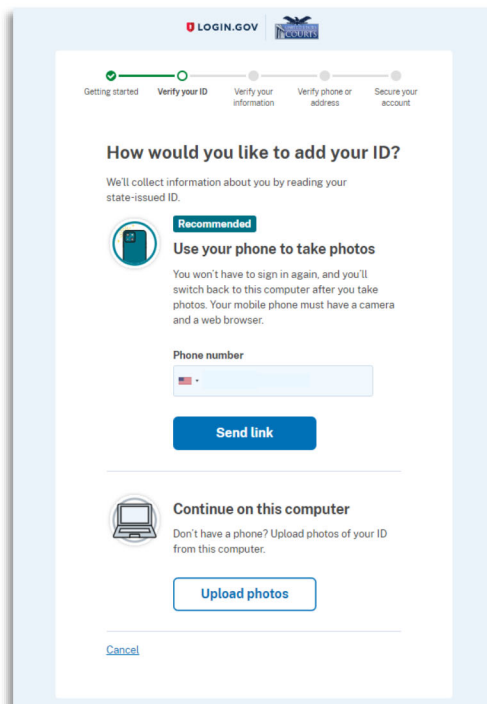 LOGIN.GOV
COURTS
Getting started
Verify your ID
Verify your
information
Verify phone or
address
Secure your
account
How would you like to add your ID?
We'll collect information about you by reading your
state-issued ID.
Recommended
Use your phone to take photos
You won't have to sign in again, and you'll
switch back to this computer after you take
photos. Your mobile phone must have a camera
and a web browser.
Phone number
Send link
Continue on this computer
Don't have a phone? Upload photos of your ID
from this computer.
Upload photos
Cancel